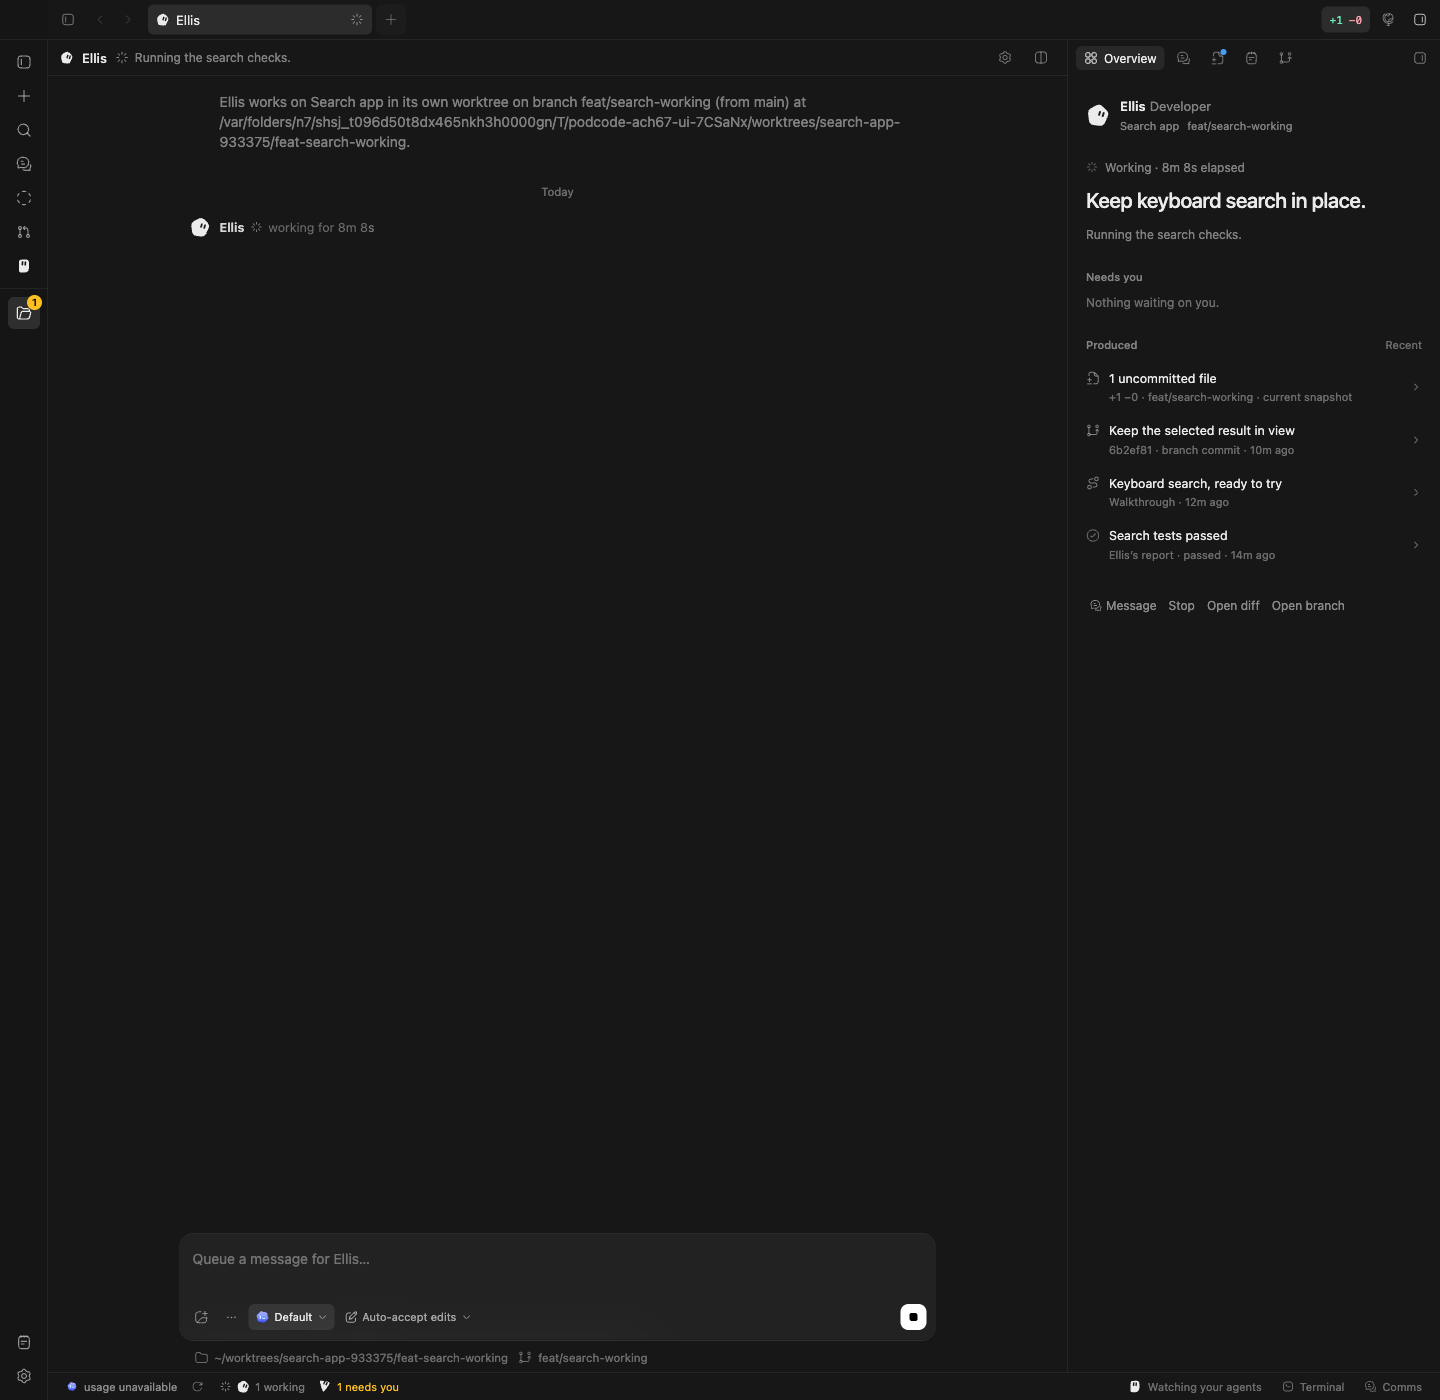 Ellis
+1 −0
Ellis Running the search checks.
Ellis works on Search app in its own worktree on branch feat/search-working (from main) at
/var/folders/n7/shsj_t096d50t8dx465nkh3h0000gn/T/podcode-ach67-ui-7CSaNx/worktrees/search-app-
933375/feat-search-working.
Today
Ellis working for 8m 8s
1
Queue a message for Ellis...
Default
Auto-accept edits
~/worktrees/search-app-933375/feat-search-working feat/search-working
Overview
Ellis Developer
Search app feat/search-working
Working · 8m 8s elapsed
Keep keyboard search in place.
Running the search checks.
Needs you
Nothing waiting on you.
Produced Recent
1 uncommitted file
+1 −0 · feat/search-working · current snapshot
Keep the selected result in view
6b2ef81 · branch commit · 10m ago
Keyboard search, ready to try
Walkthrough · 12m ago
Search tests passed
Ellis's report · passed · 14m ago
Message Stop Open diff Open branch
usage unavailable 1 working 1 needs you Watching your agents Terminal Comms